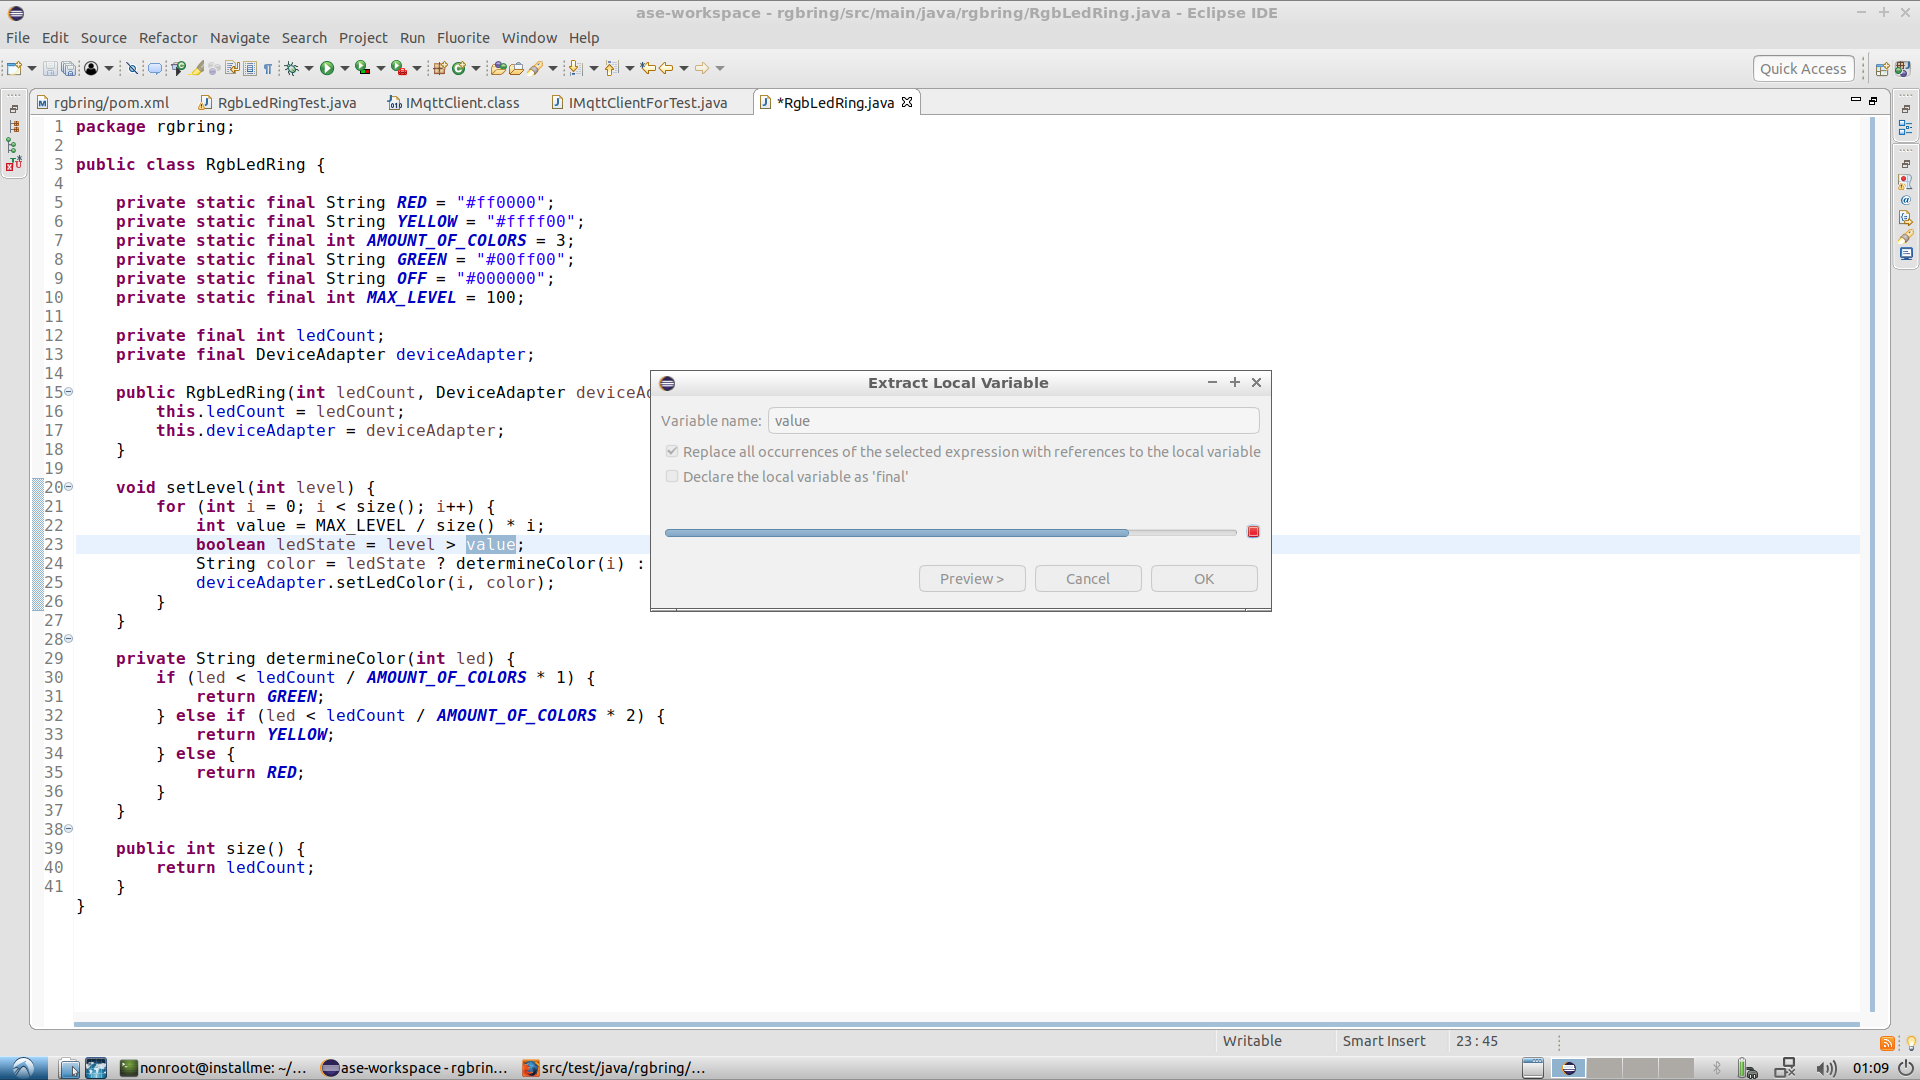 ase-workspace - rgbring/src/main/java/rgbring/RgbLedRing.java - Eclipse IDE
File Edit Source Refactor Navigate Search Project Run Fluorite Window Help
Quick Access
rgbring/pom.xml RgbLedRingTest.java IMqttClient.class IMqttClientForTest.java *RgbLedRing.java
1 package rgbring;
2
3 public class RgbLedRing {
4
5 private static final String RED = "#ff0000";
6 private static final String YELLOW = "#ffff00";
7 private static final int AMOUNT_OF_COLORS = 3;
8 private static final String GREEN = "#00ff00";
9 private static final String OFF = "#000000";
10 private static final int MAX_LEVEL = 100;
11
12 private final int ledCount;
13 private final DeviceAdapter deviceAdapter;
14
15 public RgbLedRing(int ledCount, DeviceAdapter deviceAd
16 this.ledCount = ledCount;
17 this.deviceAdapter = deviceAdapter;
18 }
19
20 void setLevel(int level) {
21 for (int i = 0; i < size(); i++) {
22 int value = MAX_LEVEL / size() * i;
23 boolean ledState = level > value;
24 String color = ledState ? determineColor(i) :
25 deviceAdapter.setLedColor(i, color);
26 }
27 }
28
29 private String determineColor(int led) {
30 if (led < ledCount / AMOUNT_OF_COLORS * 1) {
31 return GREEN;
32 } else if (led < ledCount / AMOUNT_OF_COLORS * 2) {
33 return YELLOW;
34 } else {
35 return RED;
36 }
37 }
38
39 public int size() {
40 return ledCount;
41 }
}
Extract Local Variable
Variable name: value
Replace all occurrences of the selected expression with references to the local variable
Declare the local variable as 'final'
Preview > Cancel OK
Writable Smart Insert 23 : 45
nonroot@installme: ~/... ase-workspace - rgbrin... src/test/java/rgbring/... 01:09